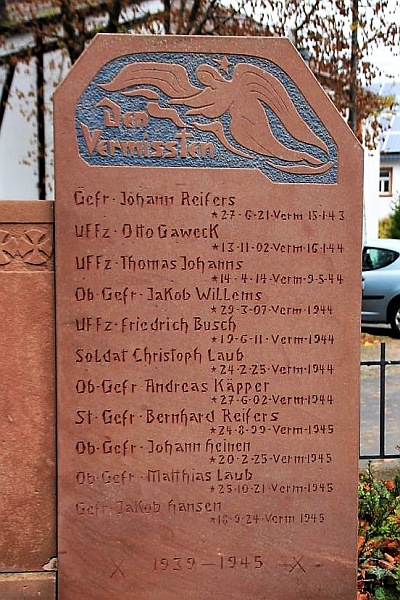 Den
Vermissten
Gefr. Johann Reifers
*27·6·21·Verm 15·1·43
UFFz· Otto Gaweck
*13·11·02·Verm·16·1·44
UFFz·Thomas Johanns
*14·4·14·Verm·9·5·44
Ob·Gefr·Jakob Willems
*29·3·07·Verm·1944
UFFz·Friedrich Busch
*19·6·11·Verm·1944
Soldat Christoph Laub
*24·2·25·Verm·1944
Ob·Gefr·Andreas Käpper
*27·6·02·Verm·1944
St·Gefr·Bernhard Reifers
*24·8·99·Verm·1945
Ob·Gefr·Johann Heinen
*20·2·25·Verm·1945
Ob·Gefr·Matthias Laub
*25·10·21·Verm·1945
Gefr·Jakob Hansen
*18·9·24·Verm 1945
1939-1945